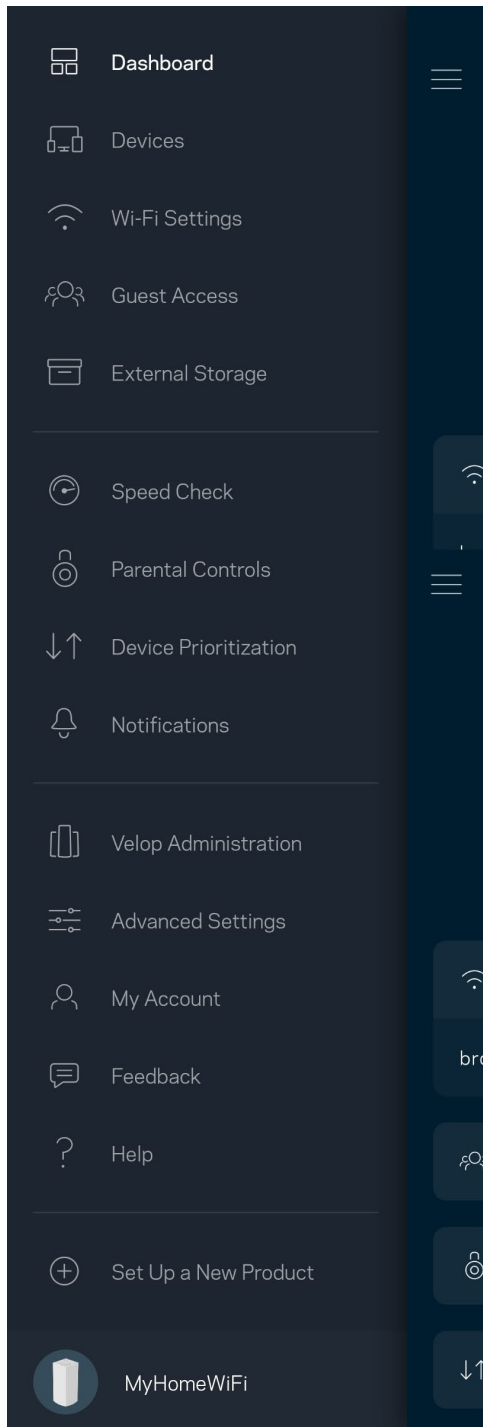 Dashboard
Devices
Wi-Fi Settings
Guest Access
External Storage
Speed Check
Parental Controls
Device Prioritization
Notifications
Velop Administration
Advanced Settings
My Account
Feedback
Help
Set Up a New Product
MyHomeWiFi